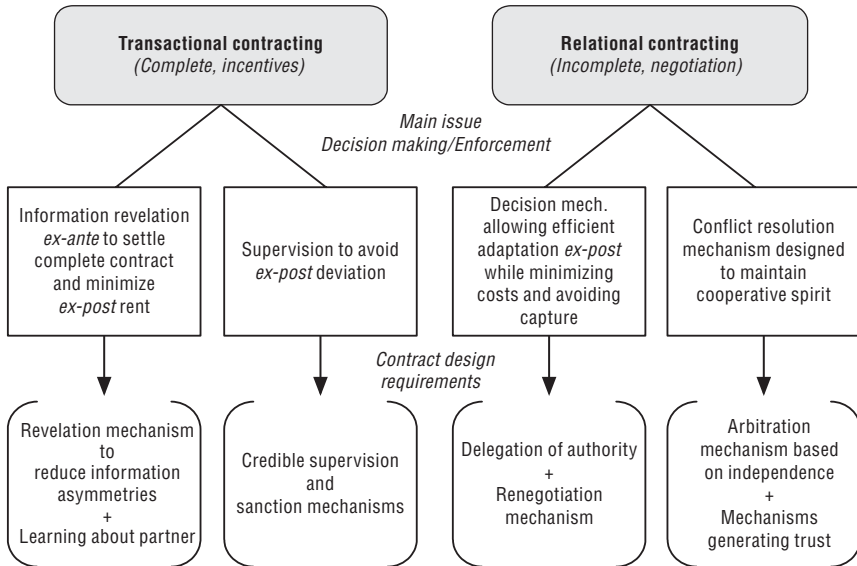 Transactional contracting
(Complete, incentives)
Relational contracting
(Incomplete, negotiation)
Main issue
Decision making/Enforcement
Information revelation
ex-ante to settle
complete contract
and minimize
ex-post rent
Supervision to avoid
ex-post deviation
Decision mech.
allowing efficient
adaptation ex-post
while minimizing
costs and avoiding
capture
Conflict resolution
mechanism designed
to maintain
cooperative spirit
Contract design
requirements
Revelation mechanism
to
reduce information
asymmetries
+
Learning about partner
Credible supervision
and
sanction mechanisms
Delegation of authority
+
Renegotiation
mechanism
Arbitration
mechanism based
on independence
+
Mechanisms
generating trust